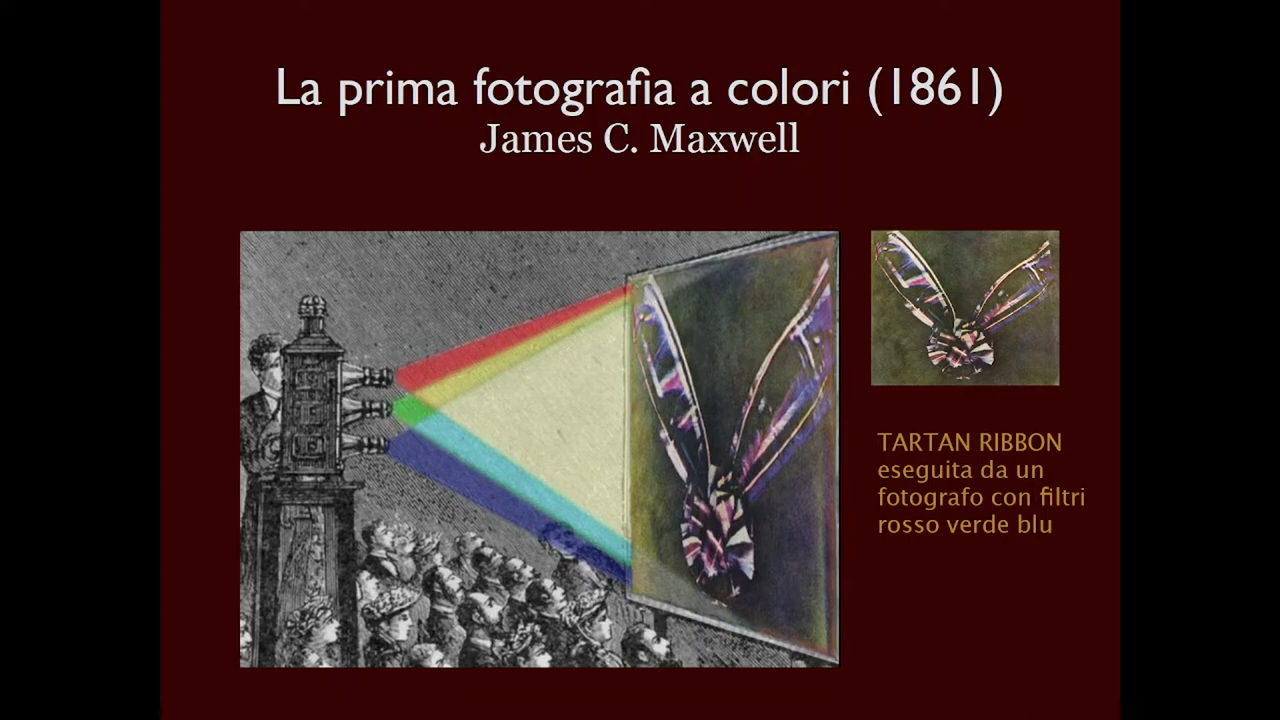 La prima fotografia a colori (1861)
James C. Maxwell
TARTAN RIBBON
eseguita da un
fotografo con filtri
rosso verde blu